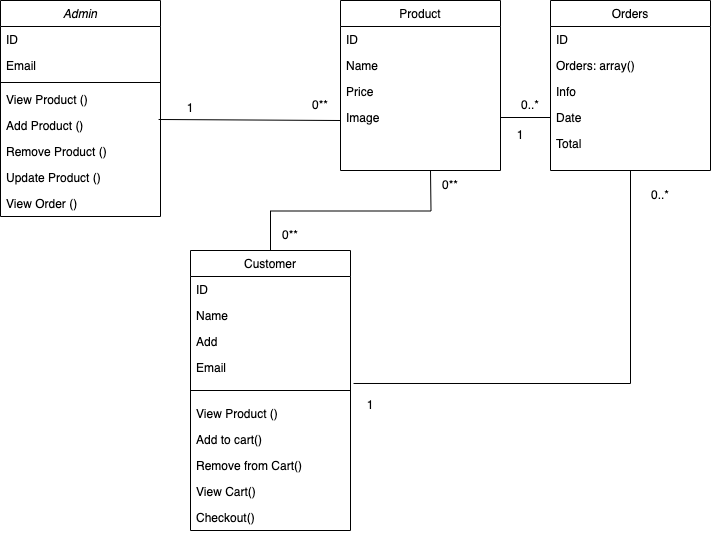 Admin
ID
Email
View Product ()
Add Product ()
Remove Product ()
Update Product ()
View Order ()
1
0**
Product
ID
Name
Price
Image
0..*
1
Orders
ID
Orders: array()
Info
Date
Total
0**
0**
0..*
Customer
ID
Name
Add
Email
View Product ()
Add to cart()
Remove from Cart()
View Cart()
Checkout()
1